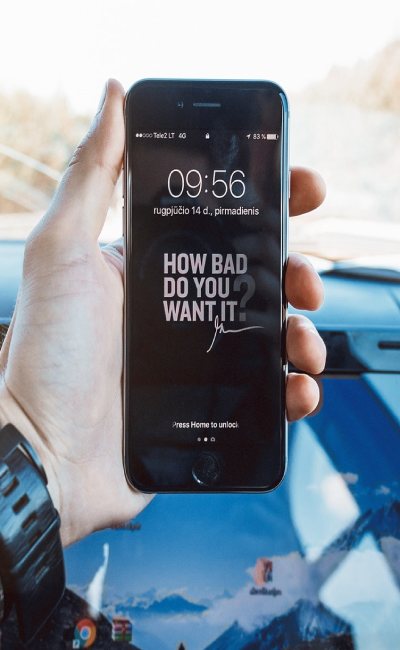 Tele2 LT 4G 83 %
09:56
rugpjūčio 14 d., pirmadienis
HOW BAD
DO YOU
WANT IT?
Press Home to unlock